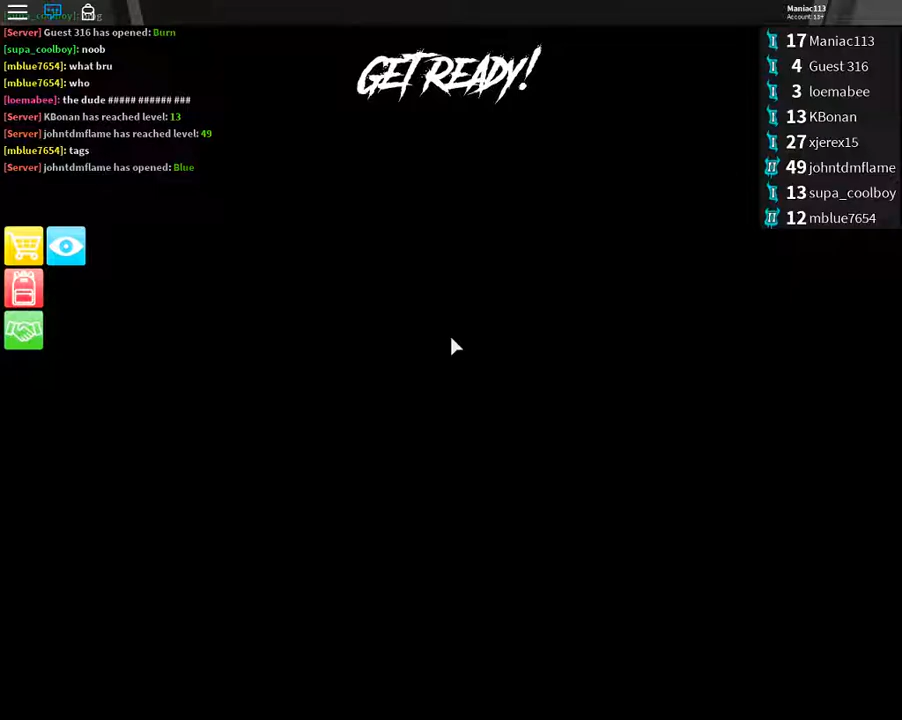 [Server] Guest 316 has opened: Burn
[supa_coolboy]: noob
[mblue7654]: what bru
[mblue7654]: who
[loemabee]: the dude ##### ###### ###
[Server] KBonan has reached level: 13
[Server] johntdmflame has reached level: 49
[mblue7654]: tags
[Server] johntdmflame has opened: Blue
GET READY!
Maniac113
Account: 13+
17 Maniac113
4 Guest 316
3 loemabee
13 KBonan
27 xjerex15
49 johntdmflame
13 supa_coolboy
12 mblue7654